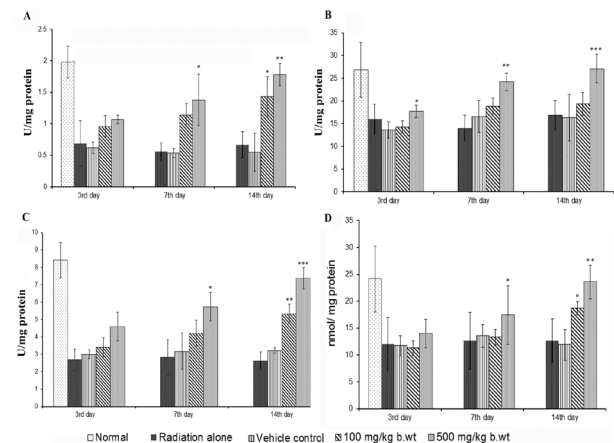 A
U/mg protein
2.5
2
1.5
1
0.5
0
*
* **
3rd day 7th day 14th day
B
U/mg protein
35
30
25
20
15
10
5
0
* ** ***
3rd day 7th day 14th day
C
U/mg protein
10
9
8
7
6
5
4
3
2
1
0
* ** ***
3rd day 7th day 14th day
D
nmol/ mg protein
35
30
25
20
15
10
5
0
* * **
3rd day 7th day 14th day
Normal Radiation alone Vehicle control 100 mg/kg b.wt 500 mg/kg b.wt